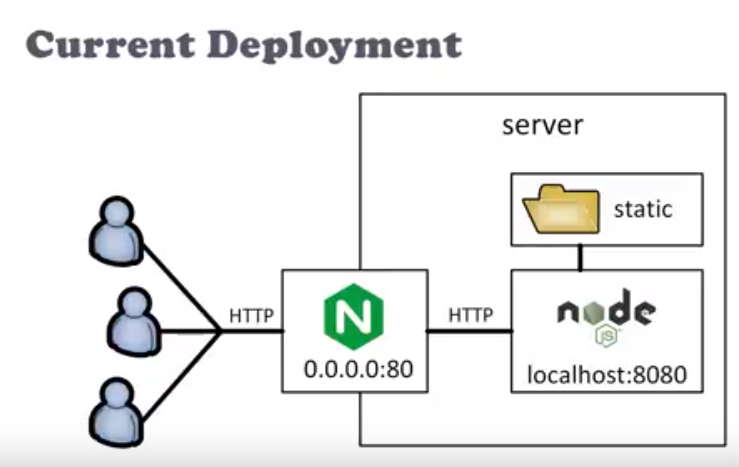 Current Deployment
server
static
HTTP
N
0.0.0.0:80
HTTP
node
JS
localhost:8080